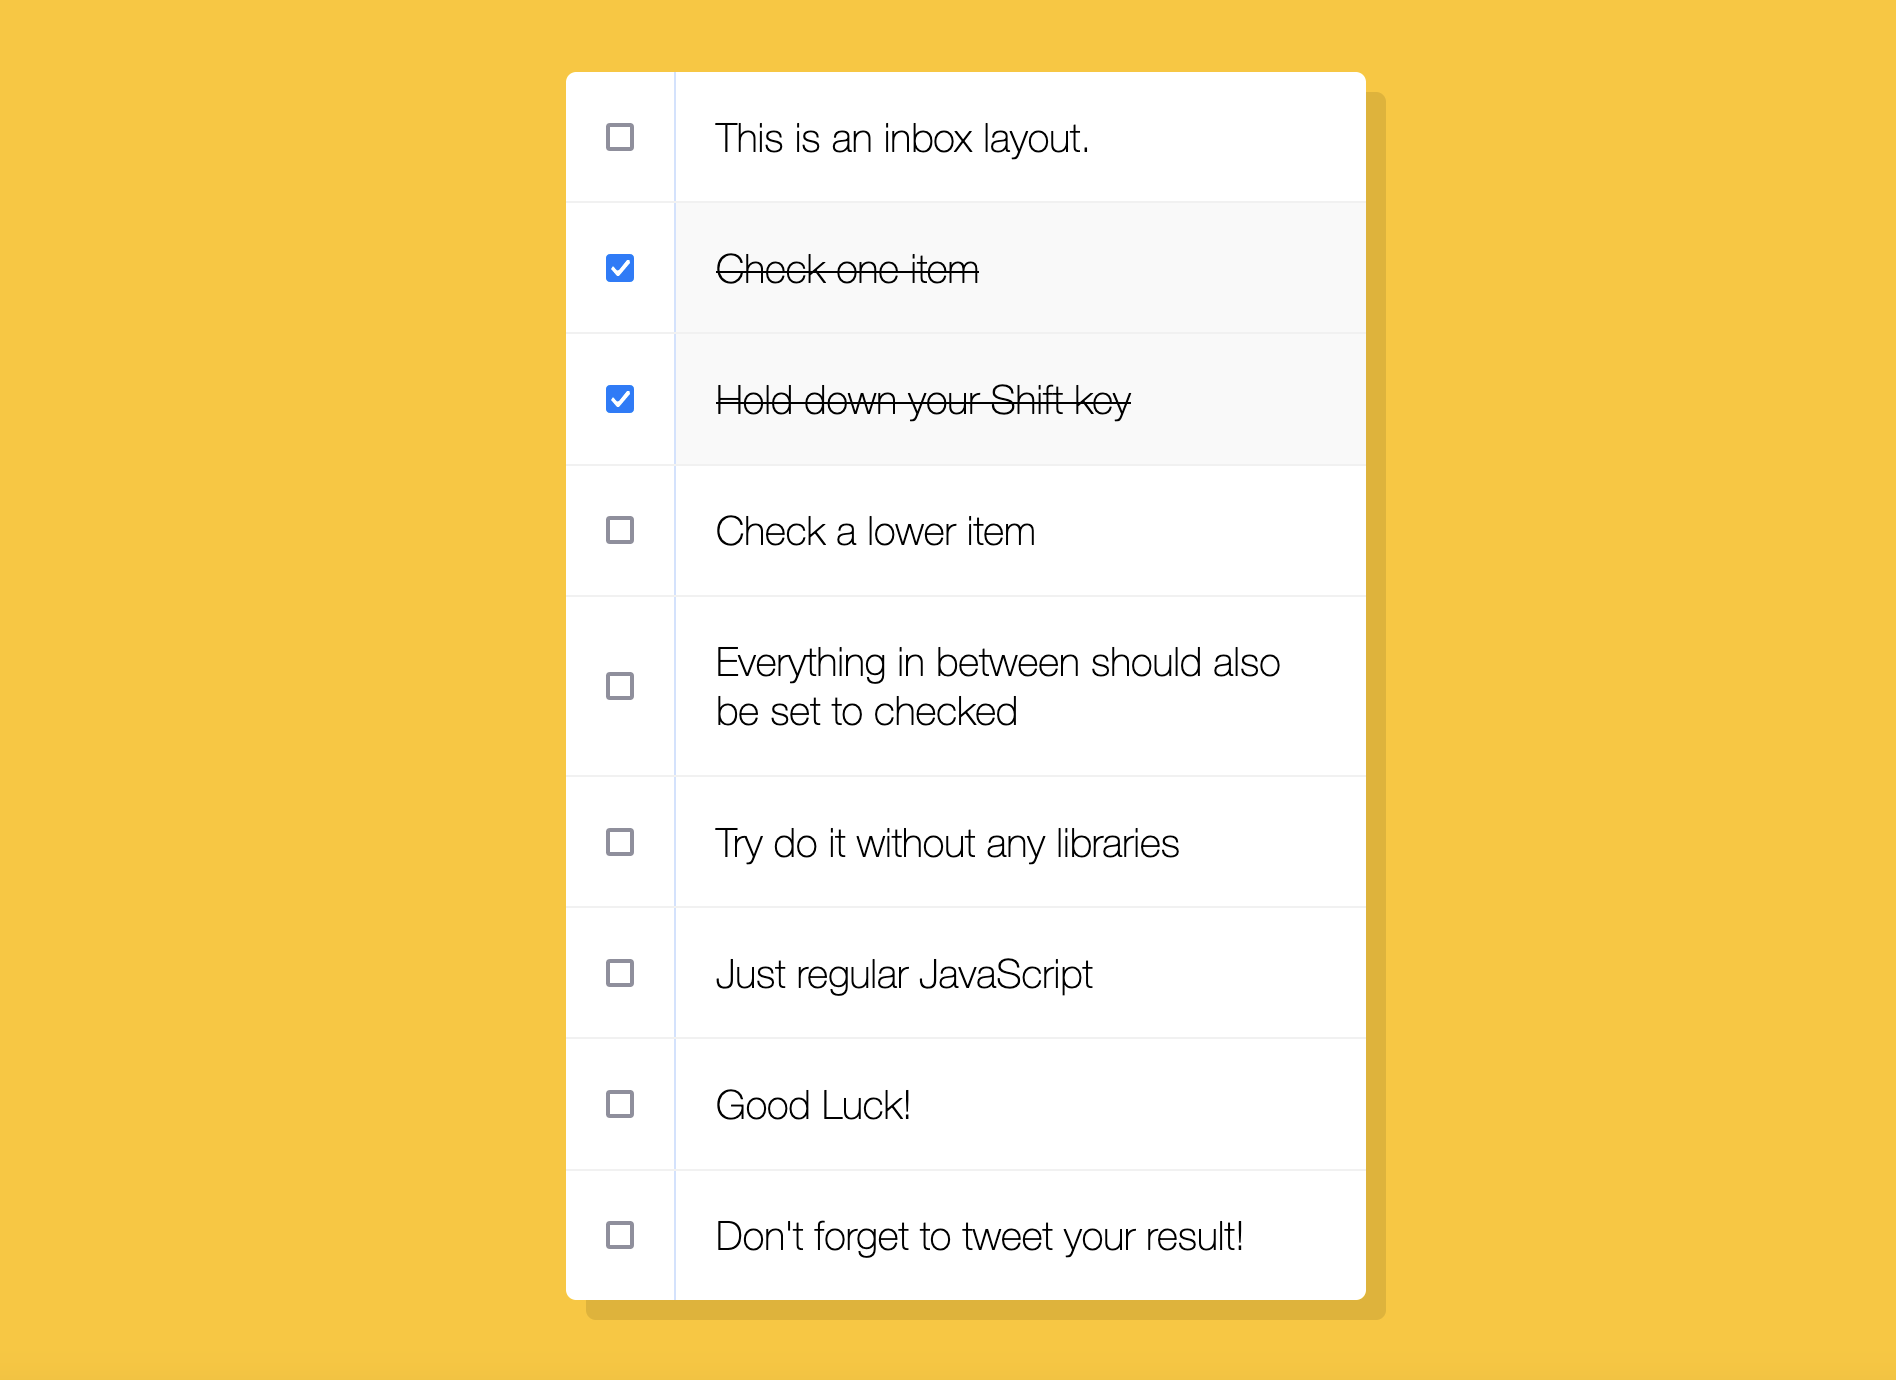 This is an inbox layout.
Check one item
Hold down your Shift key
Check a lower item
Everything in between should also
be set to checked
Try do it without any libraries
Just regular JavaScript
Good Luck!
Don't forget to tweet your result!